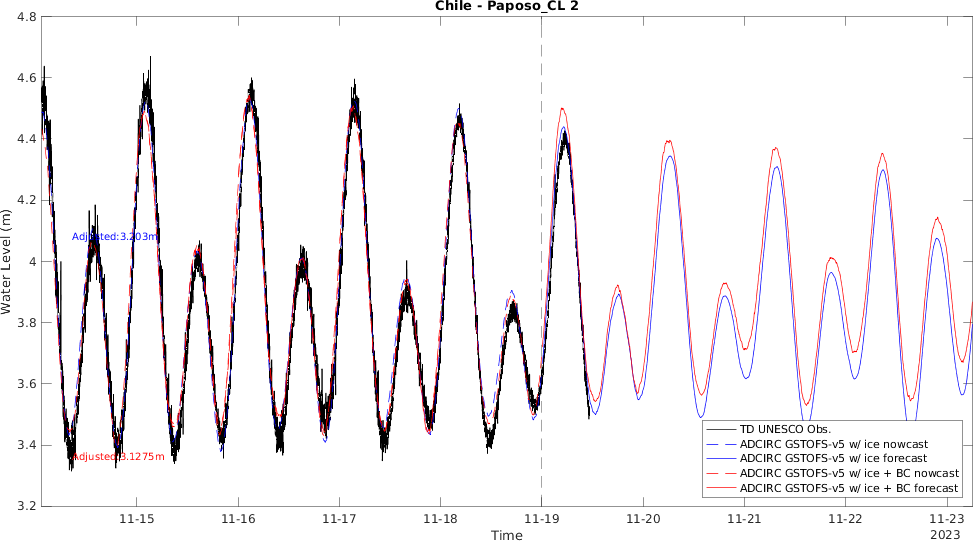 Chile - Paposo_CL 2
4.8
4.6
4.4
4.2
4
3.8
3.6
3.4
3.2
Water Level (m)
Adjusted:3.203m
Adjusted:3.1275m
TD UNESCO Obs.
ADCIRC GSTOFS-v5 w/ ice nowcast
ADCIRC GSTOFS-v5 w/ ice forecast
ADCIRC GSTOFS-v5 w/ ice + BC nowcast
ADCIRC GSTOFS-v5 w/ ice + BC forecast
11-15 11-16 11-17 11-18 11-19 11-20 11-21 11-22 11-23
2023
Time